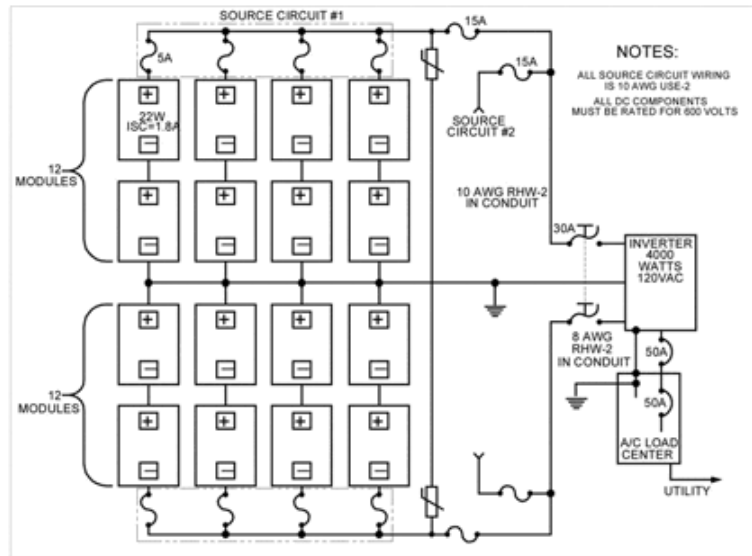 SOURCE CIRCUIT #1
15A
5A
15A
NOTES:
ALL SOURCE CIRCUIT WIRING
IS 10 AWG USE-2
ALL DC COMPONENTS
MUST BE RATED FOR 600 VOLTS
+
+
+
+
22W
ISC=1.8A
SOURCE
CIRCUIT #2
−
−
−
−
12
MODULES
+
+
+
+
10 AWG RHW-2
IN CONDUIT
30A
−
−
−
−
INVERTER
4000
WATTS
120VAC
+
+
+
+
8 AWG
RHW-2
IN CONDUIT
50A
−
−
−
−
12
MODULES
50A
+
+
+
+
A/C LOAD
CENTER
−
−
−
−
UTILITY